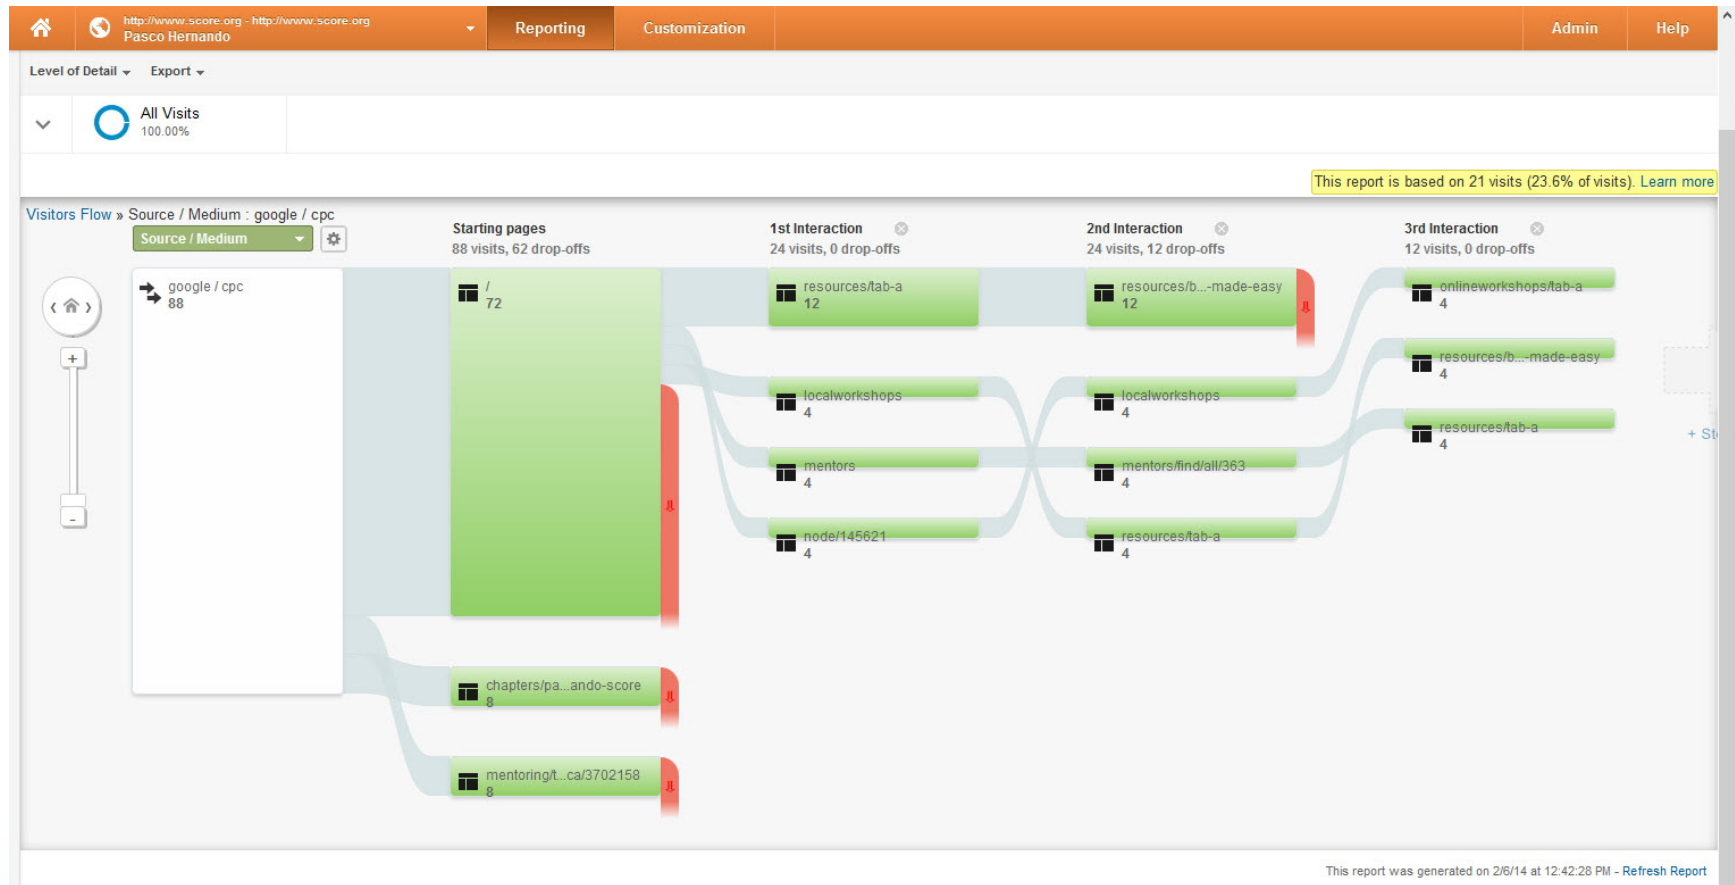 http://www.score.org - http://www.score.org
Pasco Hernando
Reporting
Customization
Admin
Help
Level of Detail
Export
All Visits
100.00%
This report is based on 21 visits (23.6% of visits). Learn more
Visitors Flow » Source / Medium : google / cpc
Source / Medium
Starting pages
88 visits, 62 drop-offs
1st Interaction
24 visits, 0 drop-offs
2nd Interaction
24 visits, 12 drop-offs
3rd Interaction
12 visits, 0 drop-offs
google / cpc
88
/
72
chapters/pa...ando-score
8
mentoring/t...ca/3702158
8
resources/tab-a
12
localworkshops
4
mentors
4
node/145621
4
resources/b...-made-easy
12
localworkshops
4
mentors/find/all/363
4
resources/tab-a
4
onlineworkshops/tab-a
4
resources/b...-made-easy
4
resources/tab-a
4
+
-
This report was generated on 2/6/14 at 12:42:28 PM - Refresh Report